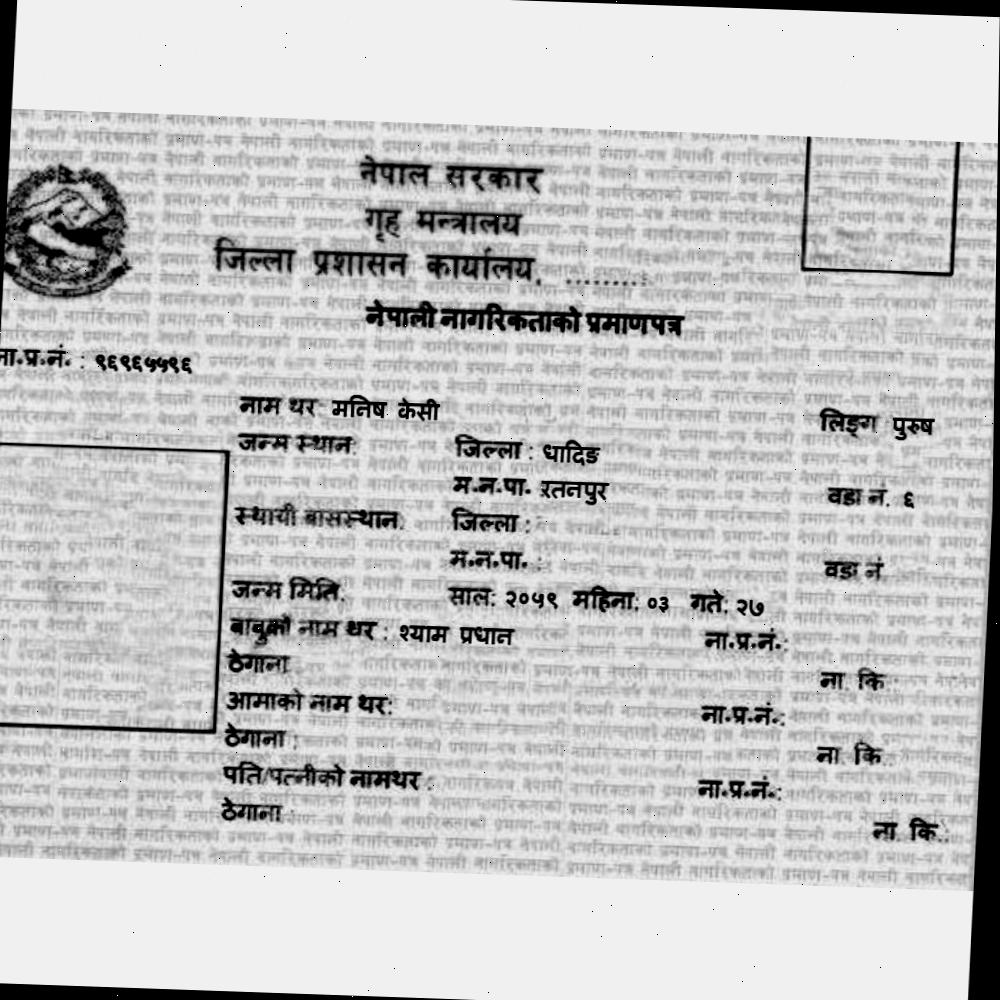 नेपाल सरकार
गृह मन्त्रालय
जिल्ला प्रशासन कार्यालय, .........
नेपाली नागरिकताको प्रमाणपत्र
ना.प्र.नं. : ९६९६५५९६
नाम थर: मनिष केसी लिङ्ग: पुरुष
जन्म स्थान: जिल्ला : धादिङ
म.न.पा. रतनपुर वडा नं. ६
स्थायी बासस्थान: जिल्ला :
म.न.पा. : वडा नं
जन्म मिति: साल: २०५९ महिना: ०३ गते: २७
बाबुको नाम थर : श्याम प्रधान ना.प्र.नं.:
ठेगाना ना. कि.:
आमाको नाम थर: ना.प्र.नं.:
ठेगाना : ना. कि.:
पति/पत्नीको नामथर : ना.प्र.नं.:
ठेगाना ना. कि.: